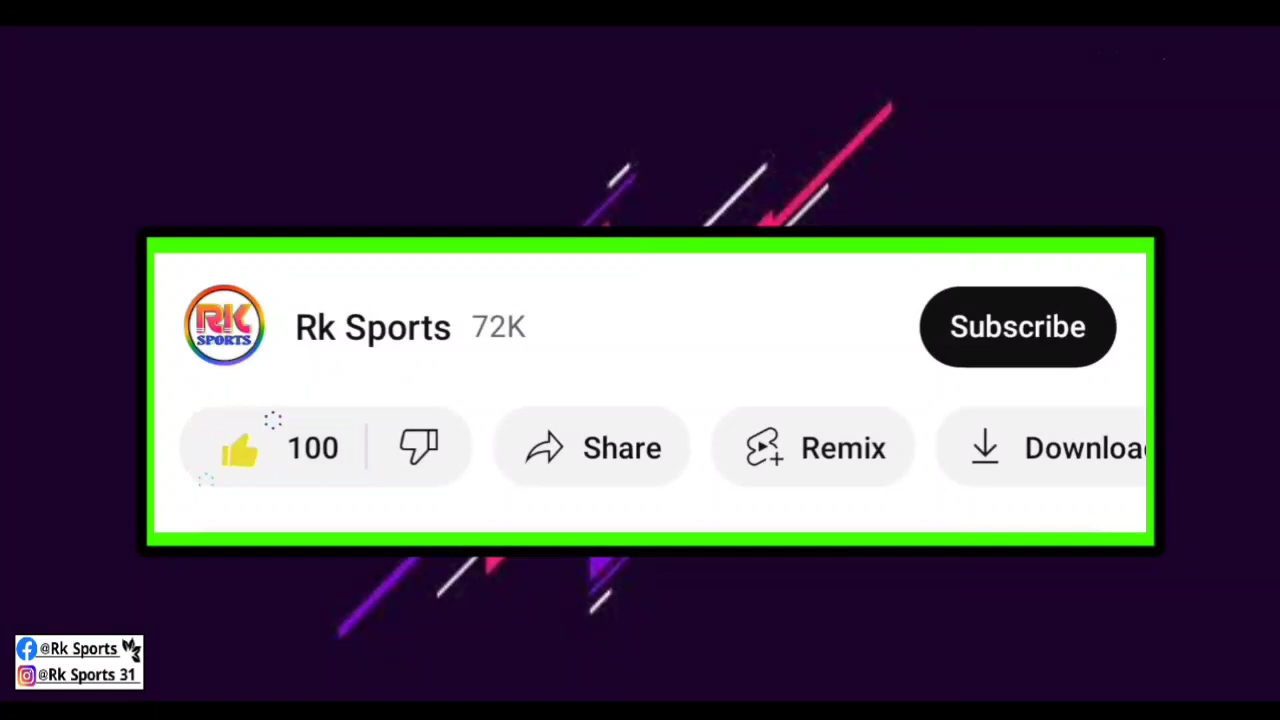 RK
SPORTS
Rk Sports 72K
Subscribe
100
Share
Remix
Downloa
@Rk Sports
@Rk Sports 31